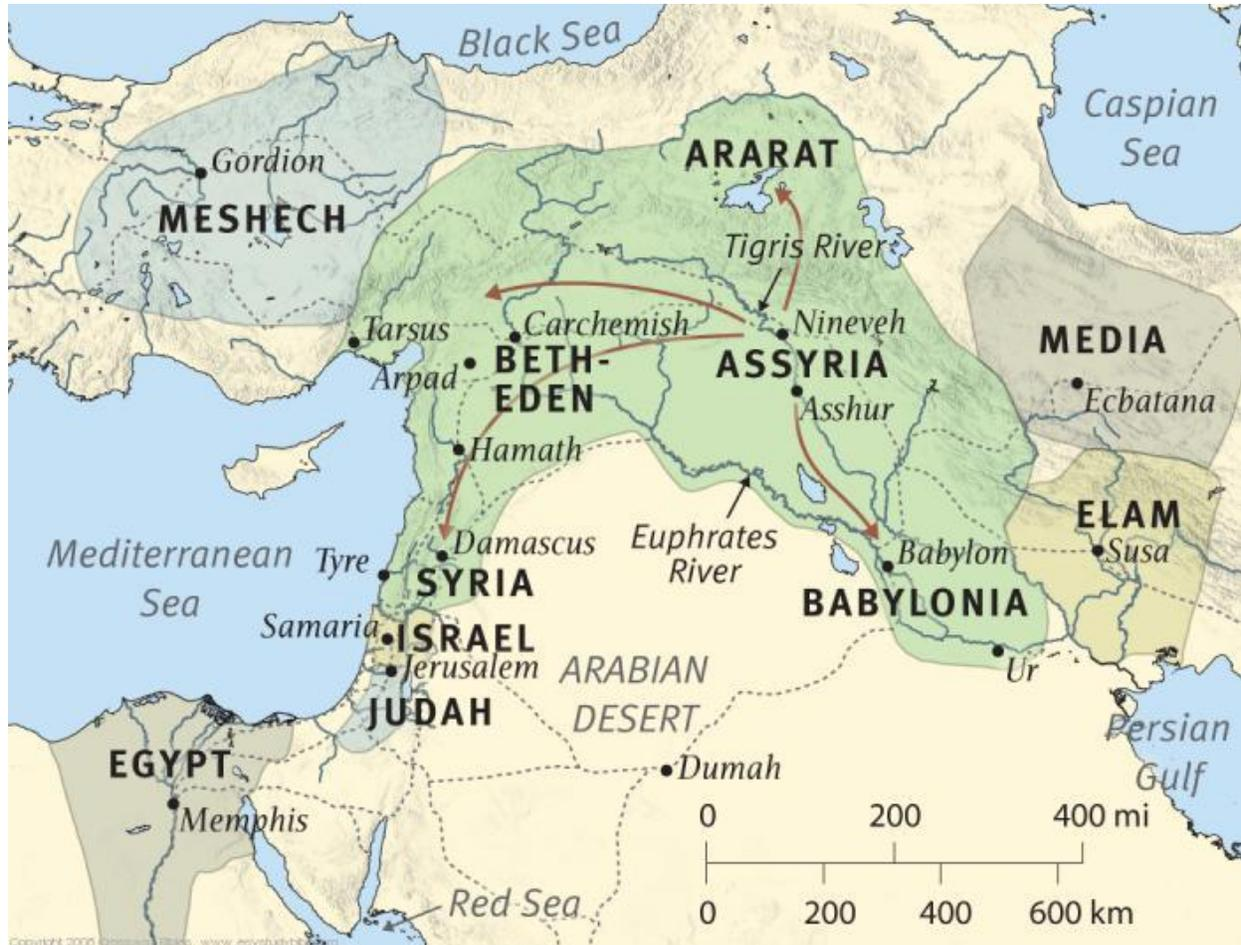 Black Sea
Caspian
Sea
Gordion
MESHECH
ARARAT
Tigris River
Tarsus
Carchemish
Nineveh
MEDIA
Arpad
BETH-
EDEN
ASSYRIA
Ecbatana
Asshur
Hamath
ELAM
Mediterranean
Sea
Tyre
Damascus
Euphrates
River
Babylon
Susa
SYRIA
BABYLONIA
Samaria
ISRAEL
Jerusalem
ARABIAN
DESERT
Ur
JUDAH
Persian
Gulf
EGYPT
Dumah
Memphis
0 200 400 mi
Red Sea
0 200 400 600 km